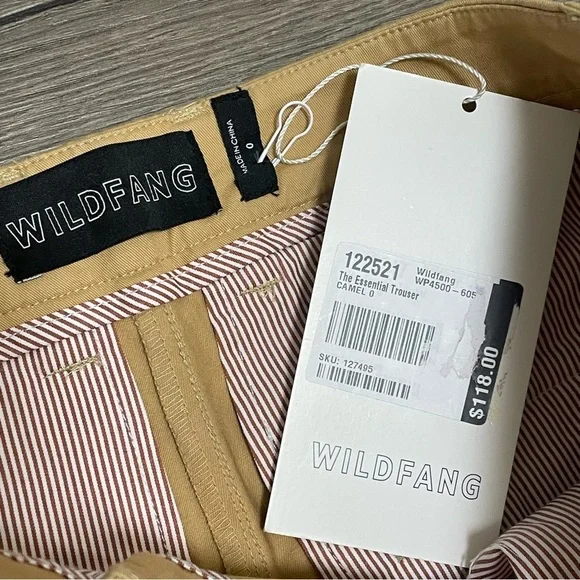 WILDFANG
MADE IN CHINA
0
122521
Wildfang
WP4500-605
The Essential Trouser
CAMEL 0
SKU: 127495
$118.00
WILDFANG